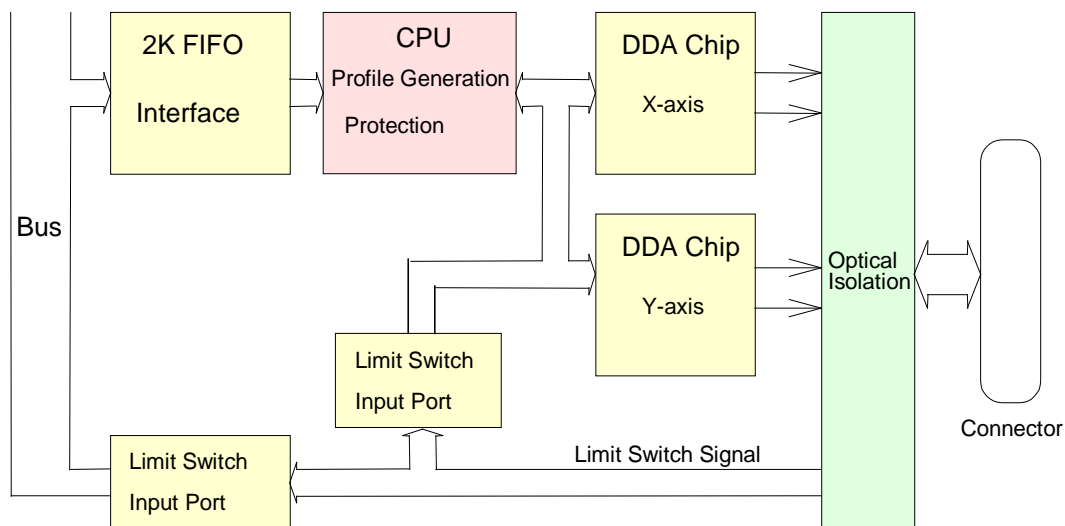 2K FIFO
Interface
CPU
Profile Generation
Protection
DDA Chip
X-axis
Bus
DDA Chip
Y-axis
Optical
Isolation
Limit Switch
Input Port
Connector
Limit Switch Signal
Limit Switch
Input Port